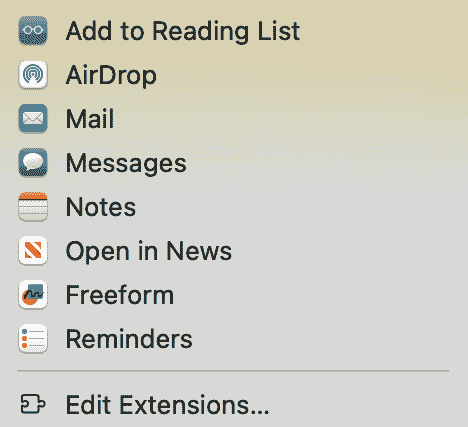 Add to Reading List
AirDrop
Mail
Messages
Notes
Open in News
Freeform
Reminders
Edit Extensions...